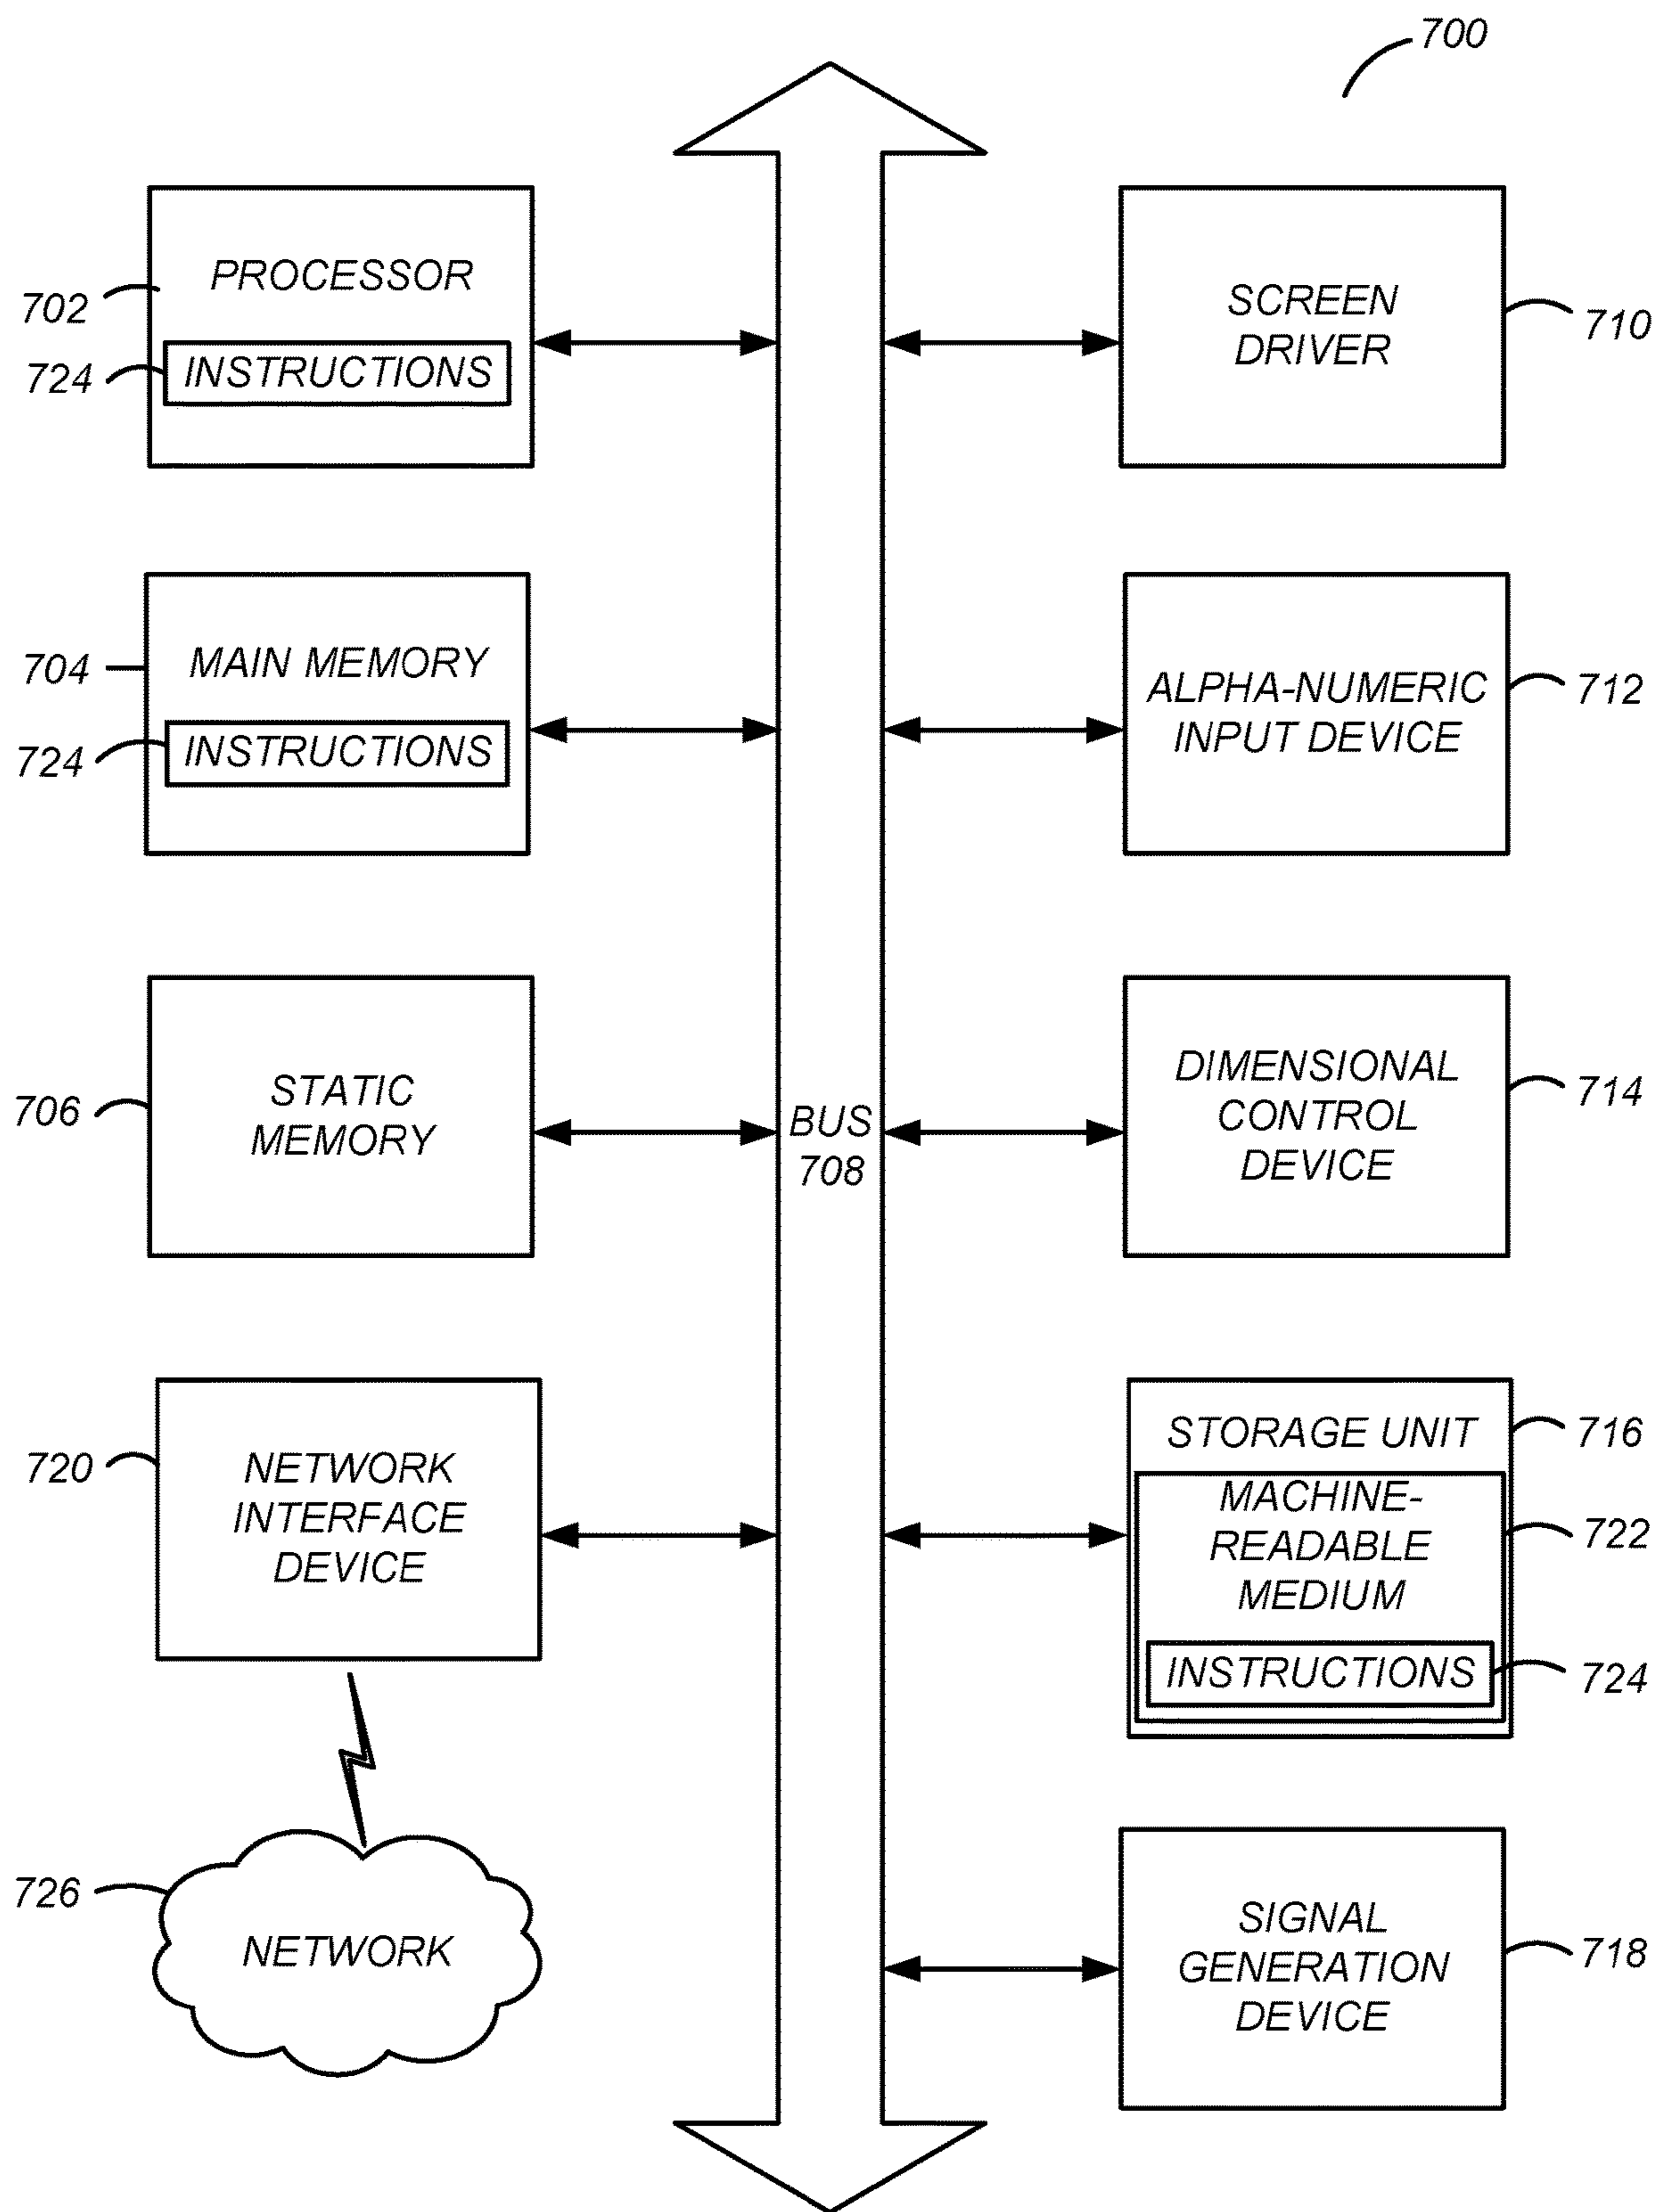 700
PROCESSOR
702
724
INSTRUCTIONS
SCREEN
DRIVER
710
MAIN MEMORY
704
724
INSTRUCTIONS
ALPHA-NUMERIC
INPUT DEVICE
712
STATIC
MEMORY
706
BUS
708
DIMENSIONAL
CONTROL
DEVICE
714
NETWORK
INTERFACE
DEVICE
720
STORAGE UNIT
716
MACHINE-
READABLE
MEDIUM
722
INSTRUCTIONS
724
726
NETWORK
SIGNAL
GENERATION
DEVICE
718